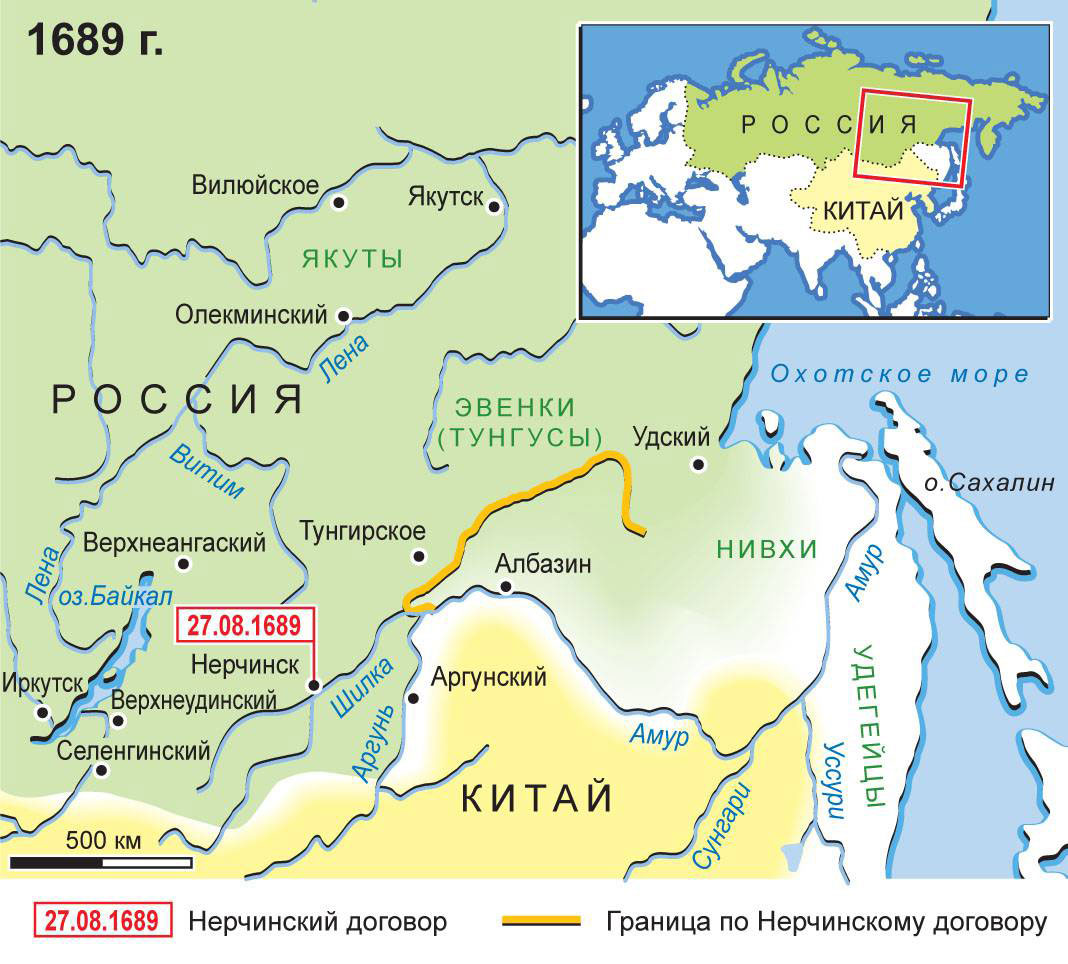 1689 г.
РОССИЯ
КИТАЙ
Вилюйское
Якутск
ЯКУТЫ
Олекминский
Лена
Охотское море
РОССИЯ
ЭВЕНКИ
(ТУНГУСЫ)
Удский
Витим
о.Сахалин
Тунгирское
Верхнеангаский
НИВХИ
Албазин
Амур
Лена
оз.Байкал
27.08.1689
Нерчинск
Шилка
Аргунский
УДЕГЕЙЦЫ
Иркутск
Верхнеудинский
Аргунь
Амур
Селенгинский
Уссури
КИТАЙ
Сунгари
500 км
27.08.1689 Нерчинский договор
Граница по Нерчинскому договору